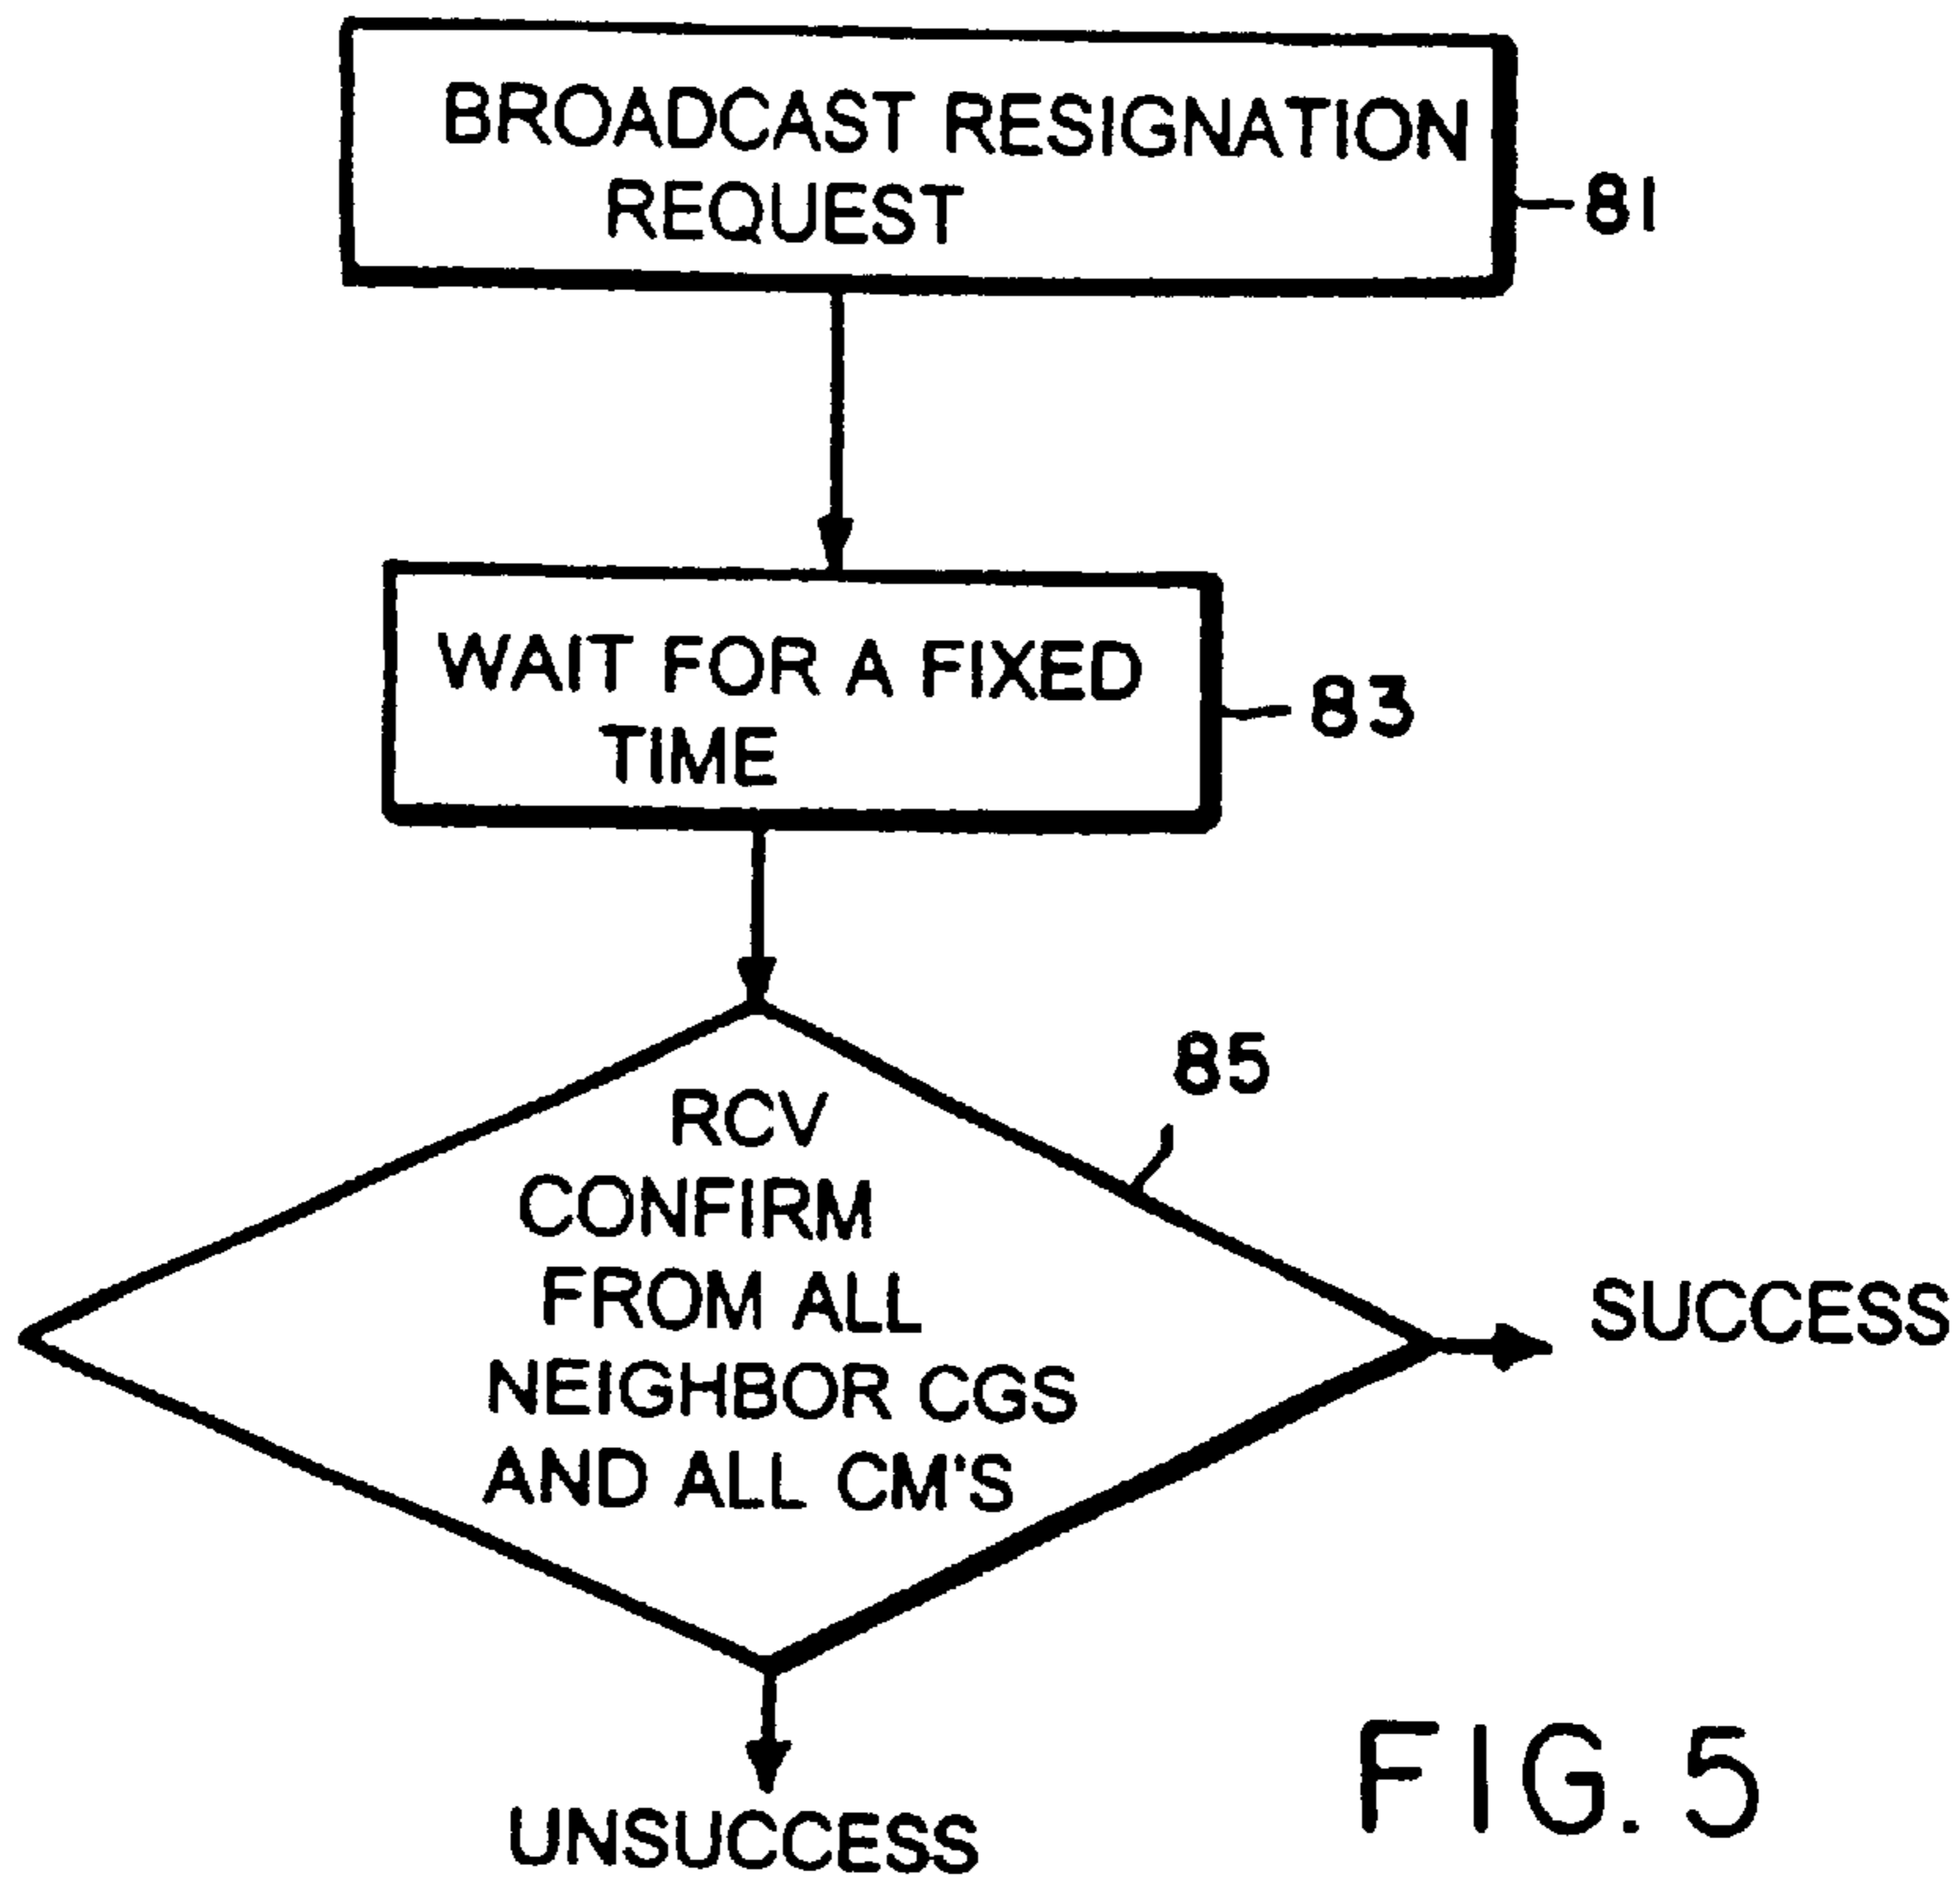 BROADCAST RESIGNATION
REQUEST
81
WAIT FOR A FIXED
TIME
83
85
RCV
CONFIRM
FROM ALL
NEIGHBOR CGS
AND ALL CM'S
SUCCESS
UNSUCCESS
FIG. 5